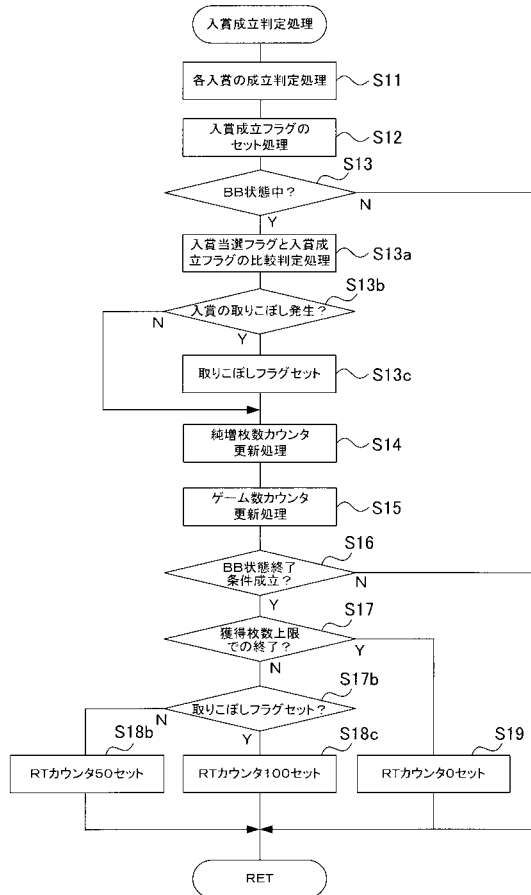 入賞成立判定処理
各入賞の成立判定処理
S11
入賞成立フラグの
セット処理
S12
BB状態中?
S13
N
Y
入賞当選フラグと入賞成
立フラグの比較判定処理
S13a
入賞の取りこぼし発生?
S13b
N
Y
取りこぼしフラグセット
S13c
純増枚数カウンタ
更新処理
S14
ゲーム数カウンタ
更新処理
S15
BB状態終了
条件成立?
S16
N
Y
獲得枚数上限
での終了?
S17
Y
N
取りこぼしフラグセット?
S17b
N
Y
S18b
RTカウンタ50セット
S18c
RTカウンタ100セット
S19
RTカウンタ0セット
RET